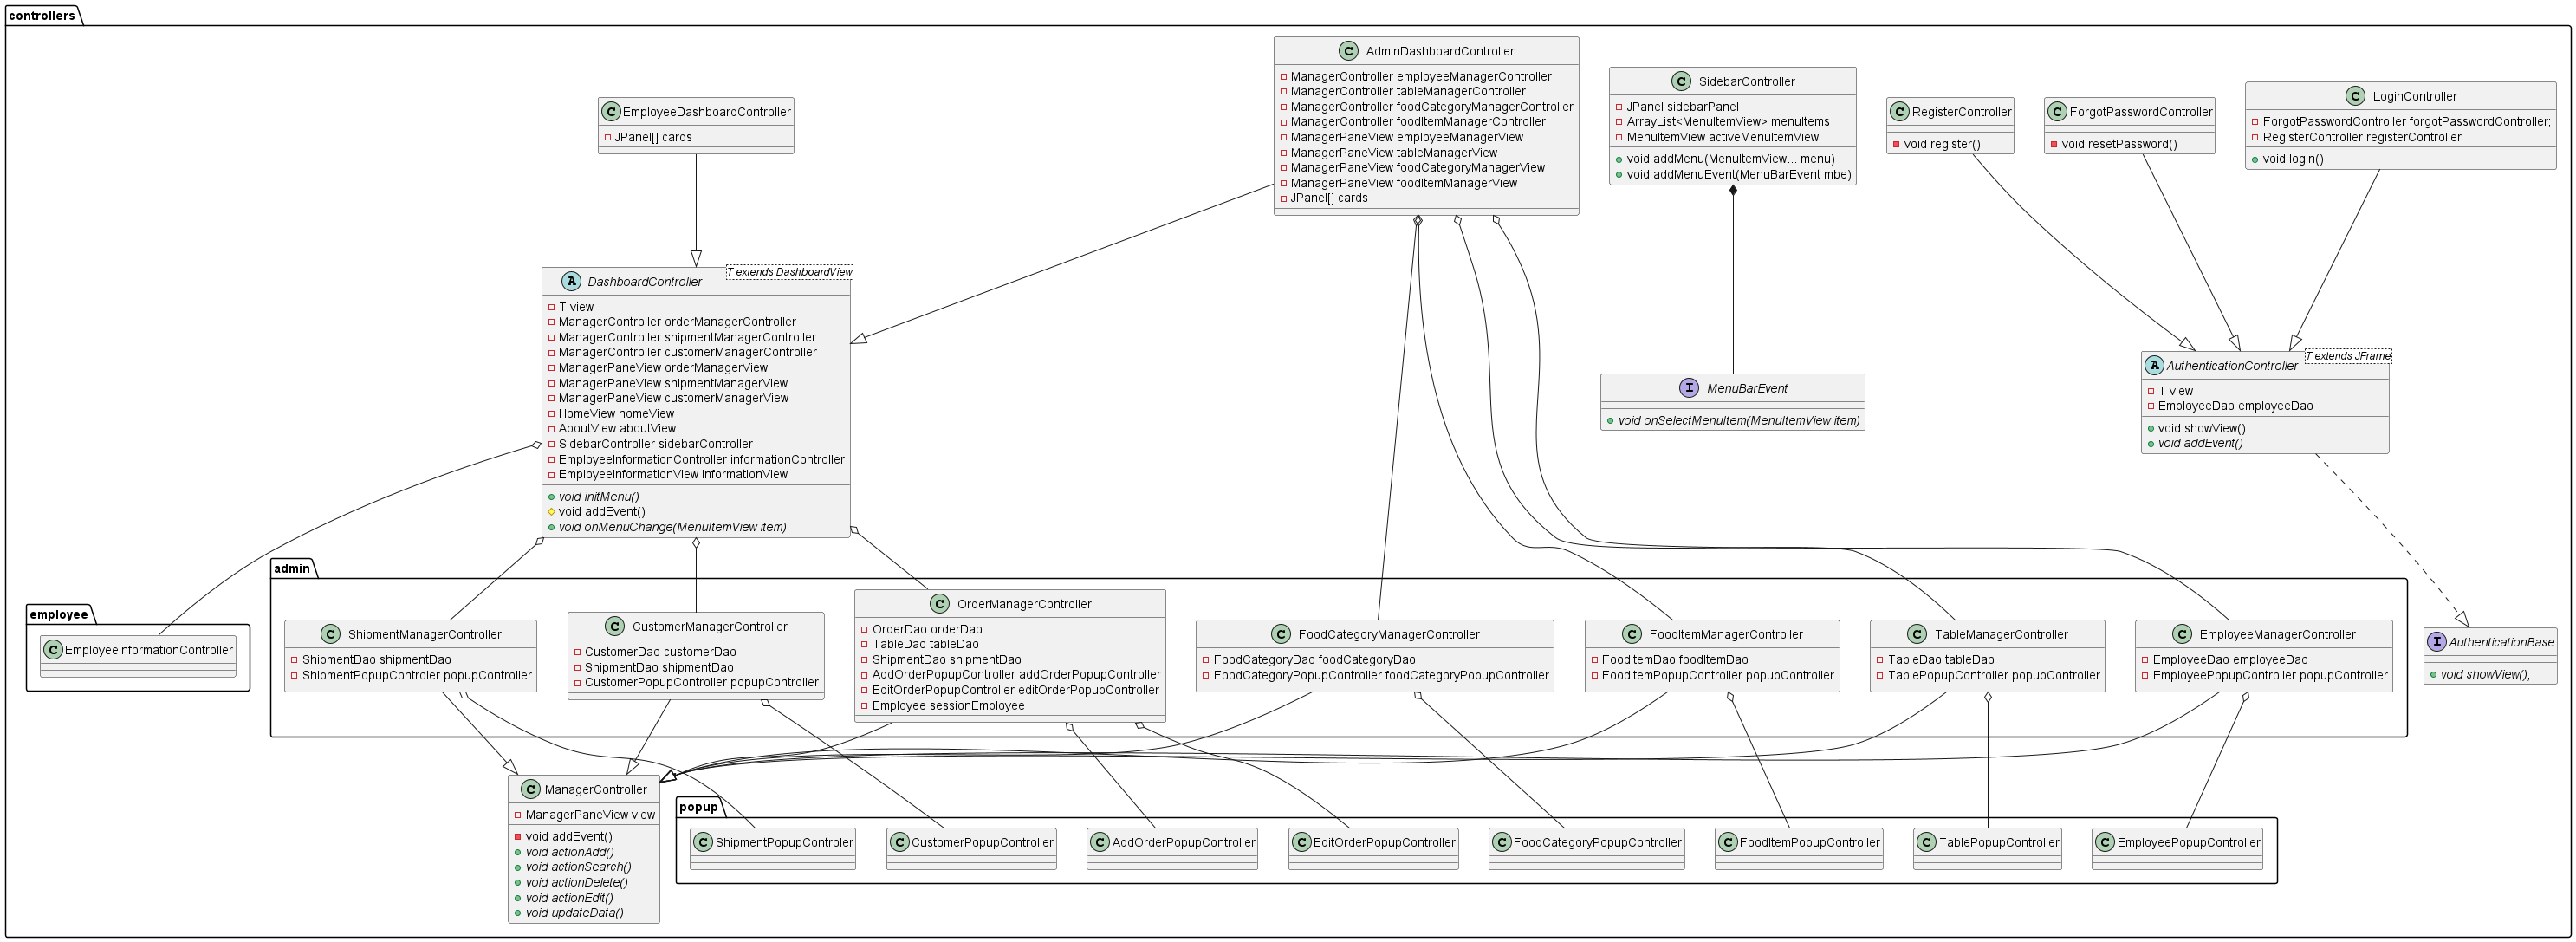 controllers
AdminDashboardController
ManagerController employeeManagerController
ManagerController tableManagerController
ManagerController foodCategoryManagerController
ManagerController foodItemManagerController
ManagerPaneView employeeManagerView
ManagerPaneView tableManagerView
ManagerPaneView foodCategoryManagerView
ManagerPaneView foodItemManagerView
JPanel[] cards
SidebarController
JPanel sidebarPanel
ArrayList<MenuItemView> menuItems
MenuItemView activeMenuItemView
void addMenu(MenuItemView... menu)
void addMenuEvent(MenuBarEvent mbe)
LoginController
ForgotPasswordController forgotPasswordController;
RegisterController registerController
void login()
EmployeeDashboardController
JPanel[] cards
RegisterController
void register()
ForgotPasswordController
void resetPassword()
DashboardController
T extends DashboardView
T view
ManagerController orderManagerController
ManagerController shipmentManagerController
ManagerController customerManagerController
ManagerPaneView orderManagerView
ManagerPaneView shipmentManagerView
ManagerPaneView customerManagerView
HomeView homeView
AboutView aboutView
SidebarController sidebarController
EmployeeInformationController informationController
EmployeeInformationView informationView
void initMenu()
void addEvent()
void onMenuChange(MenuItemView item)
MenuBarEvent
void onSelectMenuItem(MenuItemView item)
AuthenticationController
T extends JFrame
T view
EmployeeDao employeeDao
void showView()
void addEvent()
admin
employee
EmployeeInformationController
ShipmentManagerController
ShipmentDao shipmentDao
ShipmentPopupControler popupController
CustomerManagerController
CustomerDao customerDao
ShipmentDao shipmentDao
CustomerPopupController popupController
OrderManagerController
OrderDao orderDao
TableDao tableDao
ShipmentDao shipmentDao
AddOrderPopupController addOrderPopupController
EditOrderPopupController editOrderPopupController
Employee sessionEmployee
FoodCategoryManagerController
FoodCategoryDao foodCategoryDao
FoodCategoryPopupController foodCategoryPopupController
FoodItemManagerController
FoodItemDao foodItemDao
FoodItemPopupController popupController
TableManagerController
TableDao tableDao
TablePopupController popupController
EmployeeManagerController
EmployeeDao employeeDao
EmployeePopupController popupController
AuthenticationBase
void showView();
ManagerController
ManagerPaneView view
void addEvent()
void actionAdd()
void actionSearch()
void actionDelete()
void actionEdit()
void updateData()
popup
ShipmentPopupControler
CustomerPopupController
AddOrderPopupController
EditOrderPopupController
FoodCategoryPopupController
FoodItemPopupController
TablePopupController
EmployeePopupController